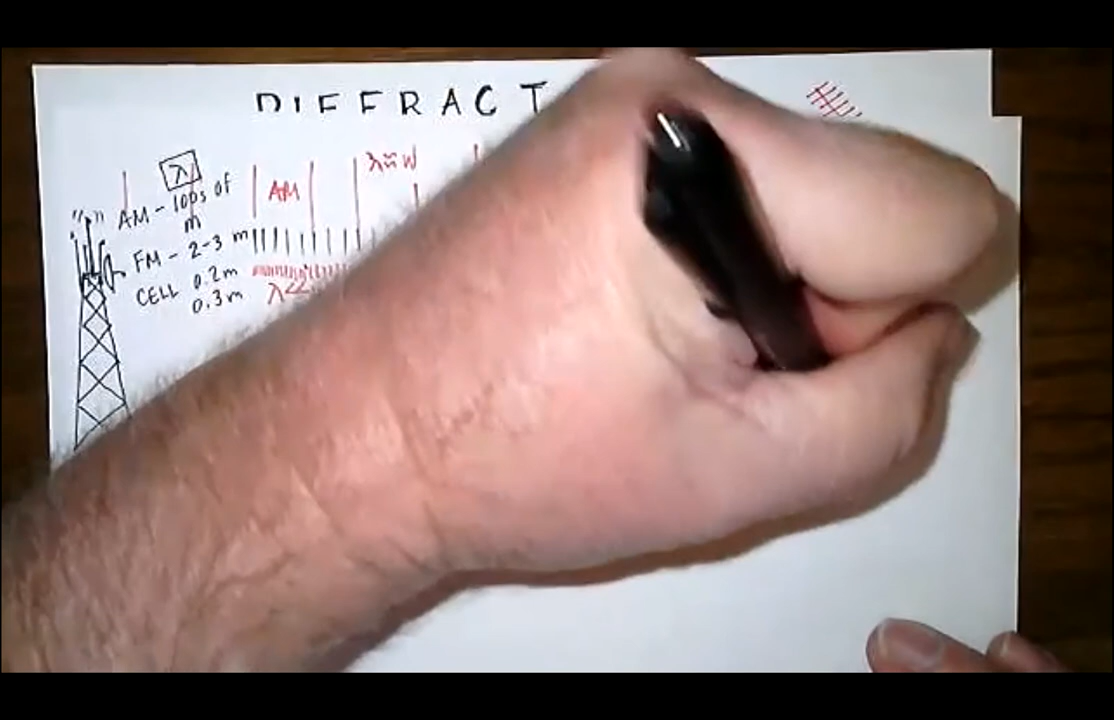 DIFFRACT
λ
AM
λ≈W
AM - 100s of
m
FM - 2-3 m
CELL 0.2m
0.3m
λ<<